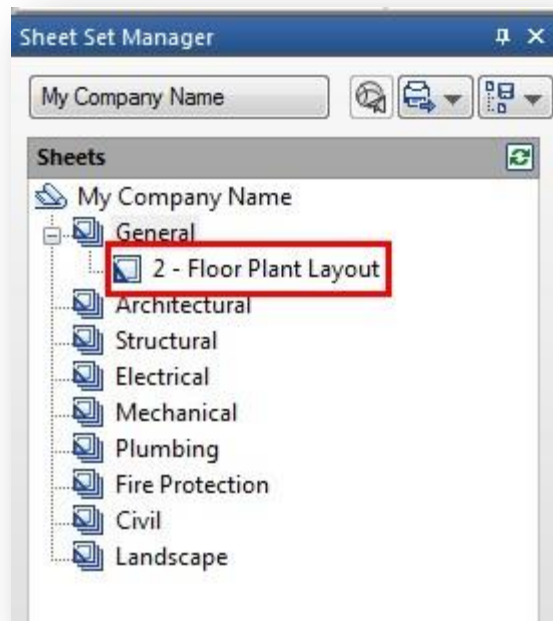 Sheet Set Manager
My Company Name
Sheets
My Company Name
General
2 - Floor Plant Layout
Architectural
Structural
Electrical
Mechanical
Plumbing
Fire Protection
Civil
Landscape